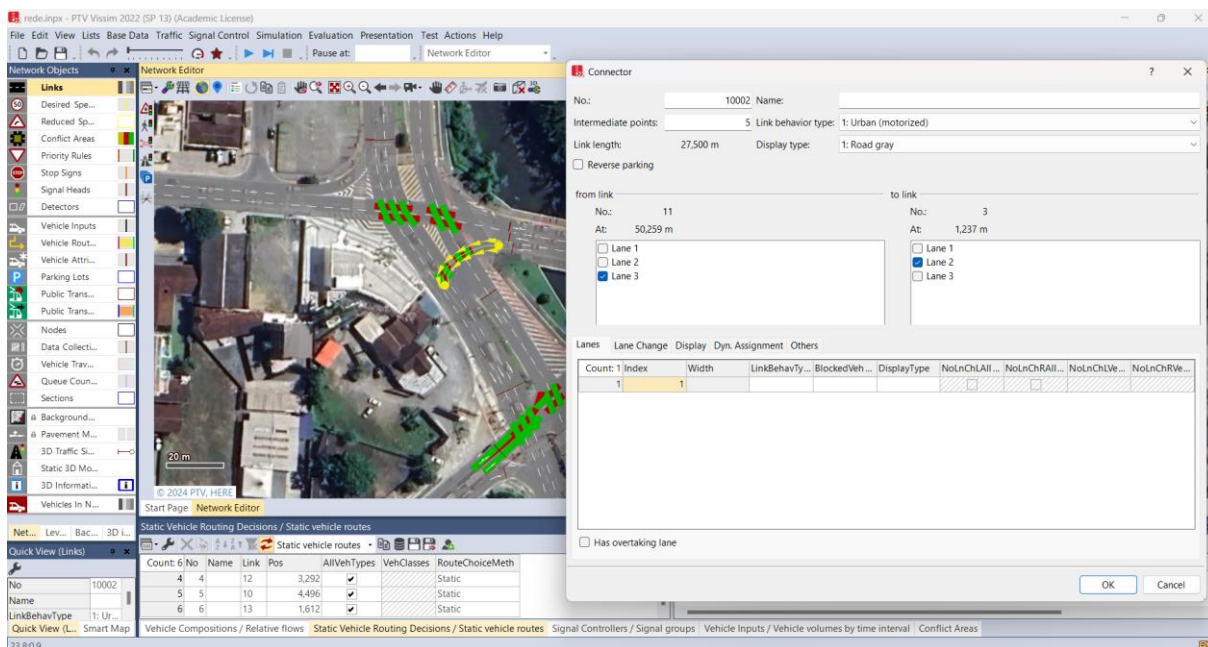 rede.inpx - PTV Vissim 2022 (SP 13) (Academic License)
File Edit View Lists Base Data Traffic Signal Control Simulation Evaluation Presentation Test Actions Help
Pause at: Network Editor
Network Objects
Links
Desired Spe...
Reduced Sp...
Conflict Areas
Priority Rules
Stop Signs
Signal Heads
Detectors
Vehicle Inputs
Vehicle Rout...
Vehicle Attri...
Parking Lots
Public Trans...
Public Trans...
Nodes
Data Collecti...
Vehicle Trav...
Queue Coun...
Sections
Background...
Pavement M...
3D Traffic Si...
Static 3D Mo...
3D Informati...
Vehicles In N...
Net... Lev... Bac... 3D i...
Quick View (Links)
No 10002
Name
LinkBehavType 1: Ur...
Quick View (L... Smart Map
23,8:0,9
Network Editor
20 m
© 2024 PTV, HERE
Start Page Network Editor
Static Vehicle Routing Decisions / Static vehicle routes
Static vehicle routes
Count: 6 No Name Link Pos AllVehTypes VehClasses RouteChoiceMeth
4 4 12 3,292 Static
5 5 10 4,496 Static
6 6 13 1,612 Static
Vehicle Compositions / Relative flows Static Vehicle Routing Decisions / Static vehicle routes Signal Controllers / Signal groups Vehicle Inputs / Vehicle volumes by time interval Conflict Areas
Connector ?
No.: 10002 Name:
Intermediate points: 5 Link behavior type: 1: Urban (motorized)
Link length: 27,500 m Display type: 1: Road gray
Reverse parking
from link
No.: 11
At: 50,259 m
Lane 1
Lane 2
Lane 3
to link
No.: 3
At: 1,237 m
Lane 1
Lane 2
Lane 3
Lanes Lane Change Display Dyn. Assignment Others
Count: 1 Index Width LinkBehavTy... BlockedVeh... DisplayType NoLnChLAll... NoLnChRAll... NoLnChLVe... NoLnChRVe...
1 1
Has overtaking lane
OK Cancel